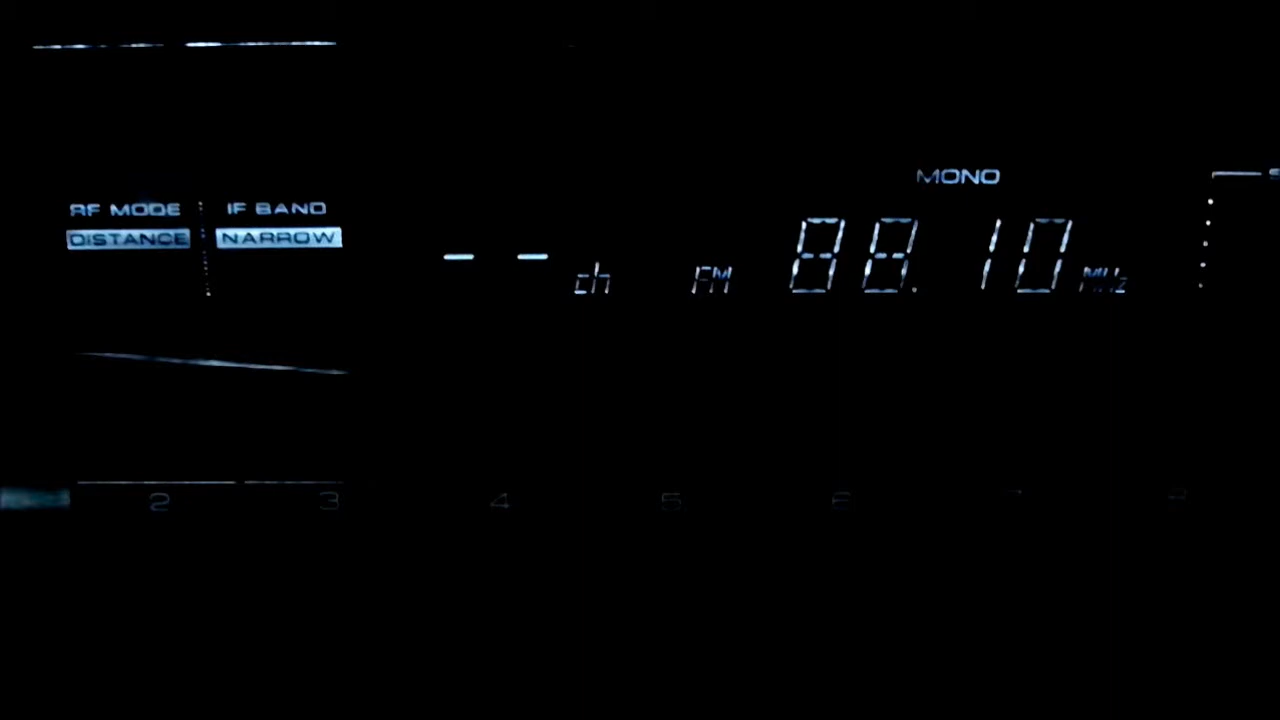 MONO
RF MODE IF BAND
DISTANCE NARROW
-- ch FM 88.10 MHz
2 3 4 5 6